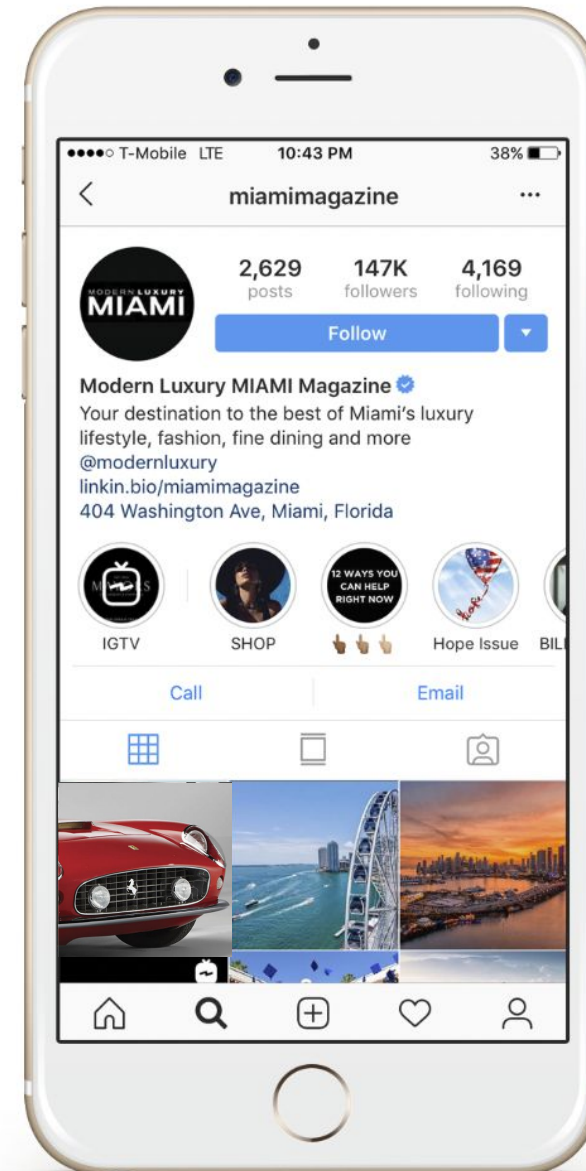 T-Mobile LTE 10:43 PM 38%
miamimagazine
MODERN LUXURY
MIAMI
2,629 147K 4,169
posts followers following
Follow
Modern Luxury MIAMI Magazine
Your destination to the best of Miami's luxury
lifestyle, fashion, fine dining and more
@modernluxury
linkin.bio/miamimagazine
404 Washington Ave, Miami, Florida
12 WAYS YOU
CAN HELP
RIGHT NOW
hope
IGTV SHOP Hope Issue BILL
Call Email